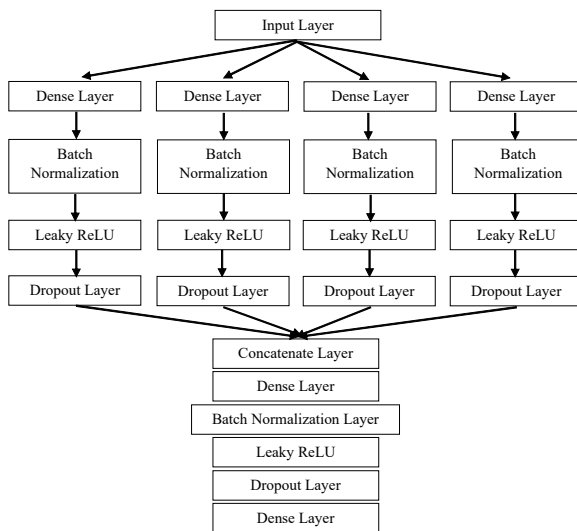 Input Layer
Dense Layer
Dense Layer
Dense Layer
Dense Layer
Batch
Normalization
Batch
Normalization
Batch
Normalization
Batch
Normalization
Leaky ReLU
Leaky ReLU
Leaky ReLU
Leaky ReLU
Dropout Layer
Dropout Layer
Dropout Layer
Dropout Layer
Concatenate Layer
Dense Layer
Batch Normalization Layer
Leaky ReLU
Dropout Layer
Dense Layer